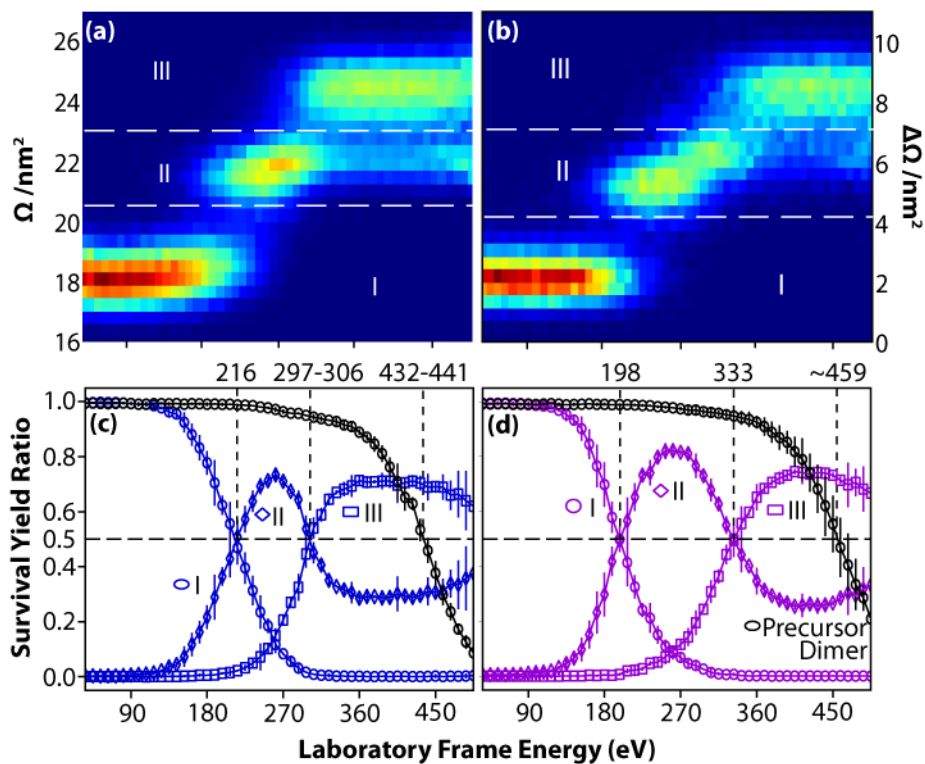 (a)
III
II
I
26
24
22
20
18
16
Ω /nm²
(b)
III
II
I
10
8
6
4
2
0
ΔΩ /nm²
216 297-306 432-441
198 333 ~459
(c)
II
III
I
1.0
0.8
0.6
0.5
0.4
0.2
0.0
Survival Yield Ratio
(d)
I
II
III
Precursor
Dimer
90 180 270 360 450
90 180 270 360 450
Laboratory Frame Energy (eV)